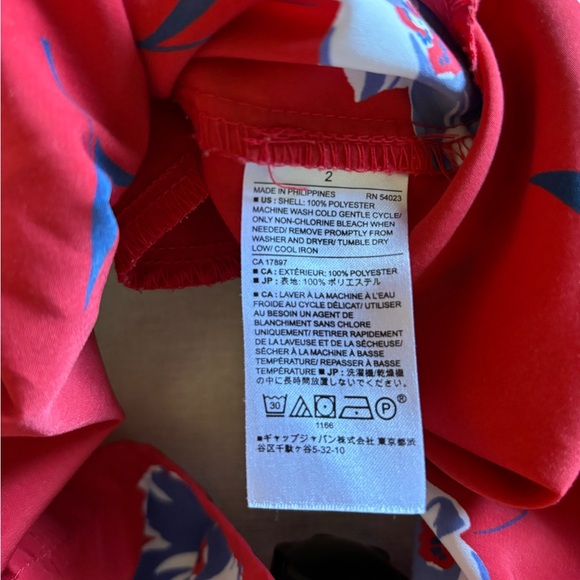 2
MADE IN PHILIPPINES RN 54023
■ US : SHELL: 100% POLYESTER
MACHINE WASH COLD GENTLE CYCLE/
ONLY NON-CHLORINE BLEACH WHEN
NEEDED/ REMOVE PROMPTLY FROM
WASHER AND DRYER/ TUMBLE DRY
LOW/ COOL IRON
CA 17897
■ CA : EXTÉRIEUR: 100% POLYESTER
■ JP : 表地: 100% ポリエステル
■ CA : LAVER À LA MACHINE À L'EAU
FROIDE AU CYCLE DÉLICAT/ UTILISER
AU BESOIN UN AGENT DE
BLANCHIMENT SANS CHLORE
UNIQUEMENT/ RETIRER RAPIDEMENT
DE LA LAVEUSE ET DE LA SÉCHEUSE/
SÉCHER À LA MACHINE À BASSE
TEMPÉRATURE/ REPASSER À BASSE
TEMPÉRATURE ■ JP : 洗濯機/乾燥機
の中に長時間放置しないでください。
30 P ®
1166
■ギャップジャパン株式会社 東京都渋
谷区千駄ヶ谷5-32-10